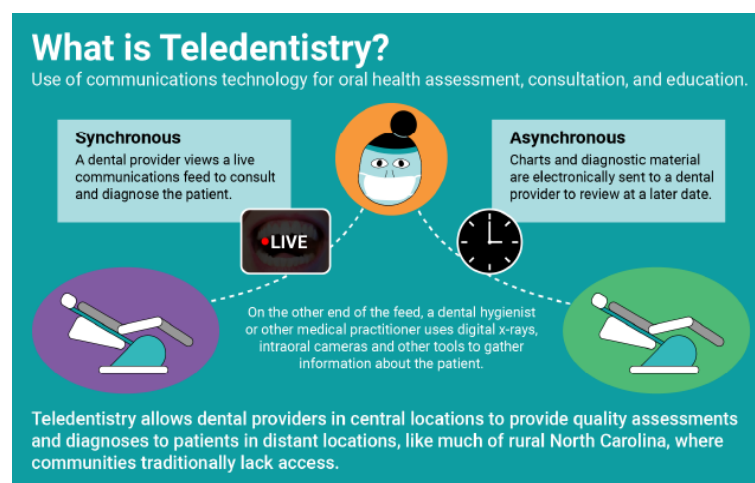 What is Teledentistry?
Use of communications technology for oral health assessment, consultation, and education.
Synchronous
A dental provider views a live
communications feed to consult
and diagnose the patient.
Asynchronous
Charts and diagnostic material
are electronically sent to a dental
provider to review at a later date.
LIVE
On the other end of the feed, a dental hygienist
or other medical practitioner uses digital x-rays,
intraoral cameras and other tools to gather
information about the patient.
Teledentistry allows dental providers in central locations to provide quality assessments
and diagnoses to patients in distant locations, like much of rural North Carolina, where
communities traditionally lack access.